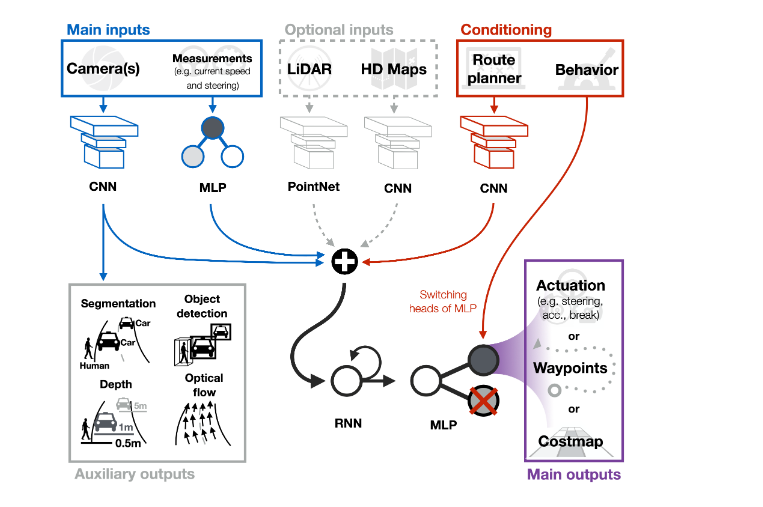 Main inputs
Optional inputs
Conditioning
Camera(s)
Measurements
(e.g. current speed
and steering)
LiDAR
HD Maps
Route
planner
Behavior
CNN
MLP
PointNet
CNN
CNN
Segmentation
Car
Car
Human
Object
detection
Depth
5m
1m
0.5m
Optical
flow
Auxiliary outputs
Switching
heads of MLP
RNN
MLP
Actuation
(e.g. steering,
acc., break)
or
Waypoints
or
Costmap
Main outputs